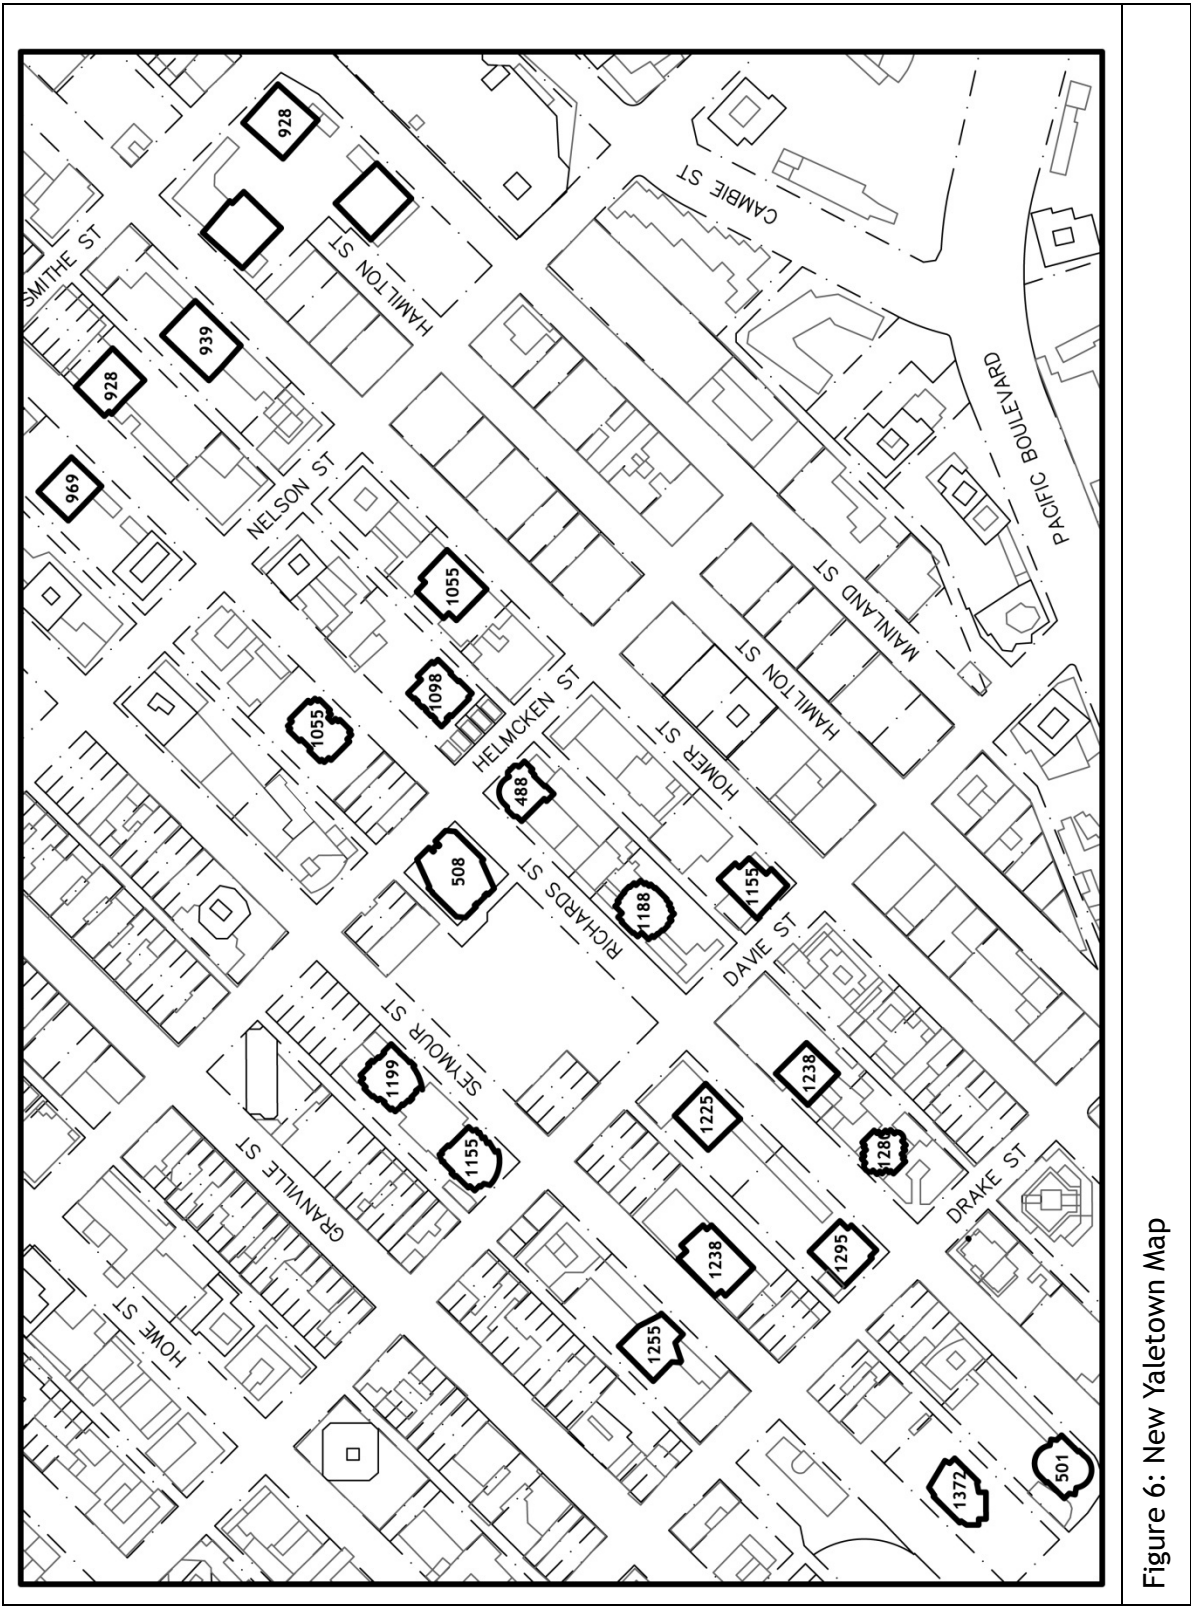 928
HAMILTON ST
SMITHE ST
939
928
969
CAMBIE ST
PACIFIC BOULEVARD
NELSON ST
1055
1098
1055
HELMCKEN ST
MAINLAND ST
HAMILTON ST
HOMER ST
488
508
RICHARDS ST
1188
1155
DAVIE ST
SEYMOUR ST
1199
1155
GRANVILLE ST
HOWE ST
1225
1238
1286
DRAKE ST
1238
1295
1255
1372
501
Figure 6: New Yaletown Map